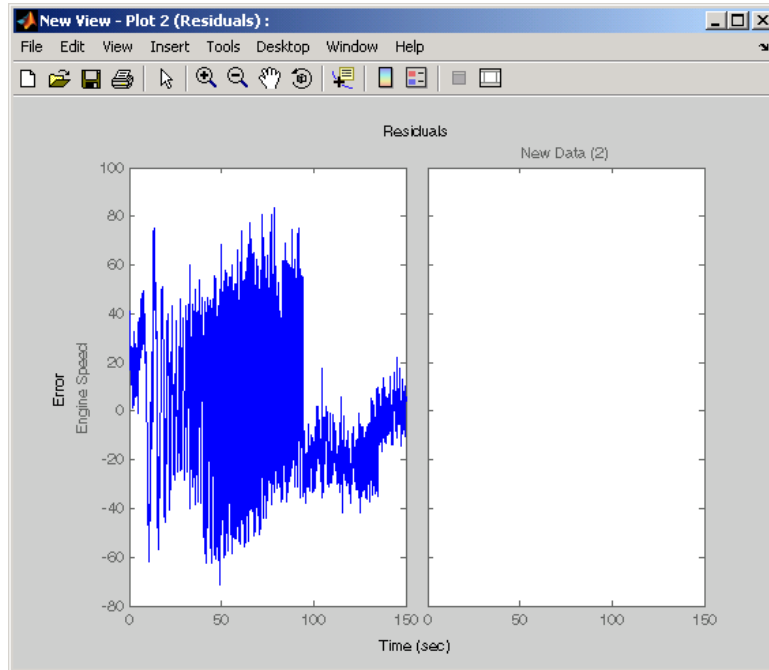 New View - Plot 2 (Residuals) :
File Edit View Insert Tools Desktop Window Help
Residuals
New Data (2)
100
80
60
40
20
0
-20
-40
-60
-80
Error
Engine Speed
0 50 100 150 0 50 100 150
Time (sec)